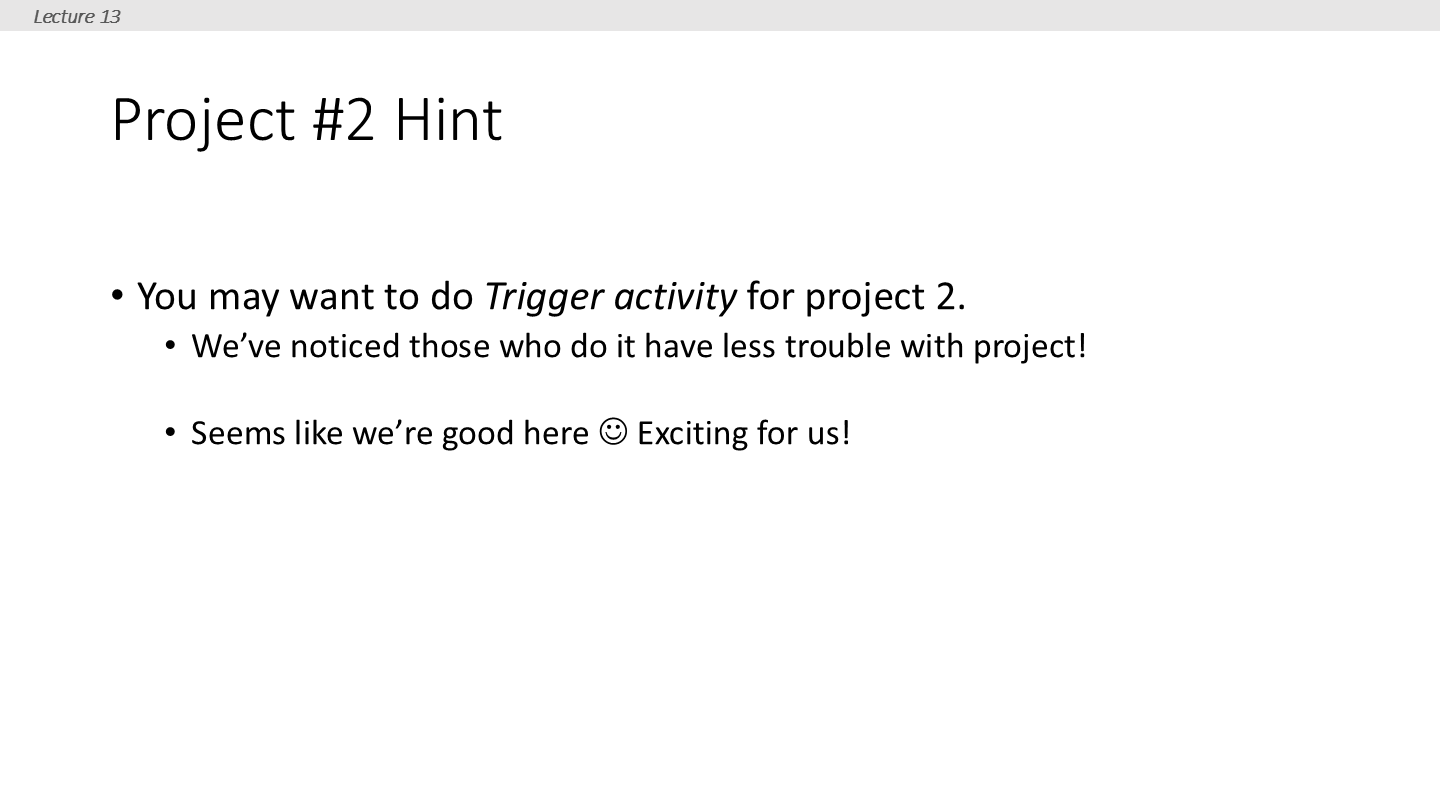 Lecture 13
Project #2 Hint
• You may want to do Trigger activity for project 2.
• We’ve noticed those who do it have less trouble with project!
• Seems like we’re good here ☺ Exciting for us!